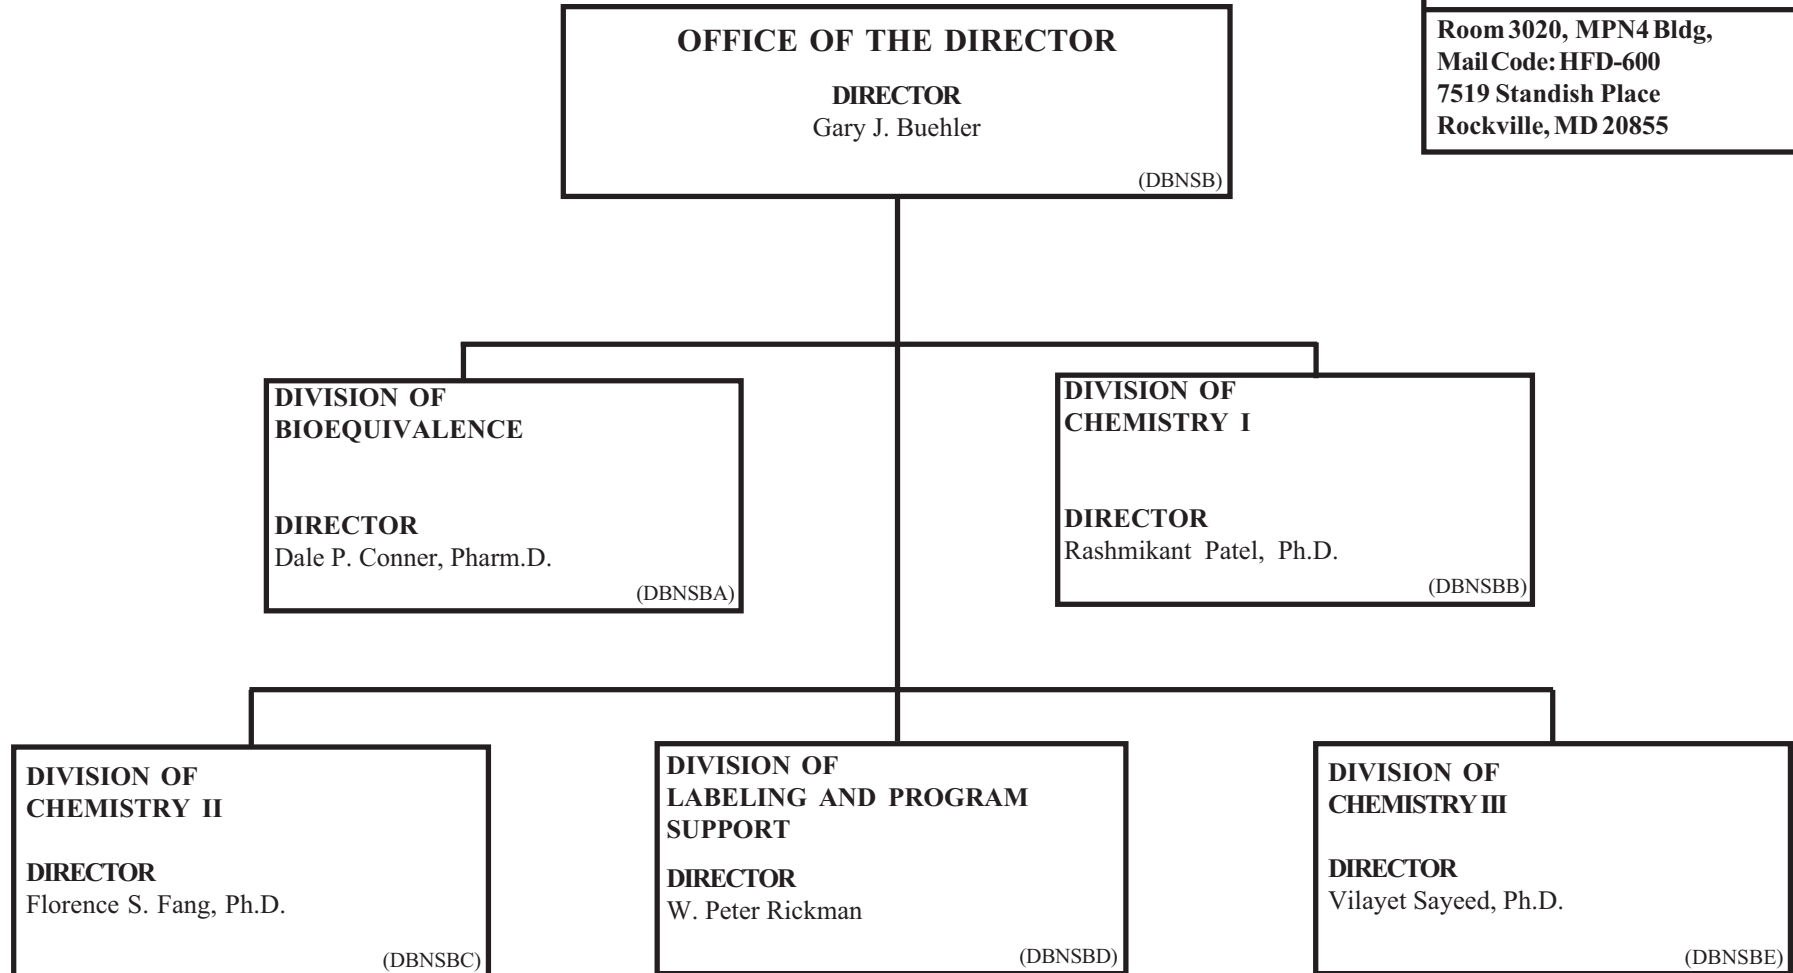 OFFICE OF THE DIRECTOR
DIRECTOR
Gary J. Buehler
(DBNSB)
Room 3020, MPN4 Bldg,
Mail Code: HFD-600
7519 Standish Place
Rockville, MD 20855
DIVISION OF
BIOEQUIVALENCE
DIRECTOR
Dale P. Conner, Pharm.D.
(DBNSBA)
DIVISION OF
CHEMISTRY I
DIRECTOR
Rashmikant Patel, Ph.D.
(DBNSBB)
DIVISION OF
CHEMISTRY II
DIRECTOR
Florence S. Fang, Ph.D.
(DBNSBC)
DIVISION OF
LABELING AND PROGRAM
SUPPORT
DIRECTOR
W. Peter Rickman
(DBNSBD)
DIVISION OF
CHEMISTRY III
DIRECTOR
Vilayet Sayeed, Ph.D.
(DBNSBE)